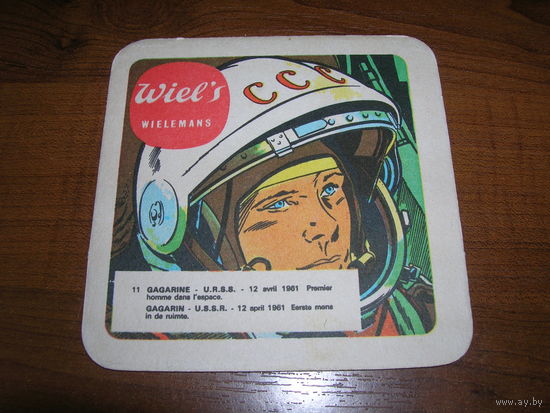 Wiel's
WIELEMANS
CCC
11 GAGARINE - U.R.S.S. - 12 avril 1961 Premier
homme dans l'espace.
GAGARIN - U.S.S.R. - 12 april 1961 Eerste mens
in de ruimte.
www.ay.by